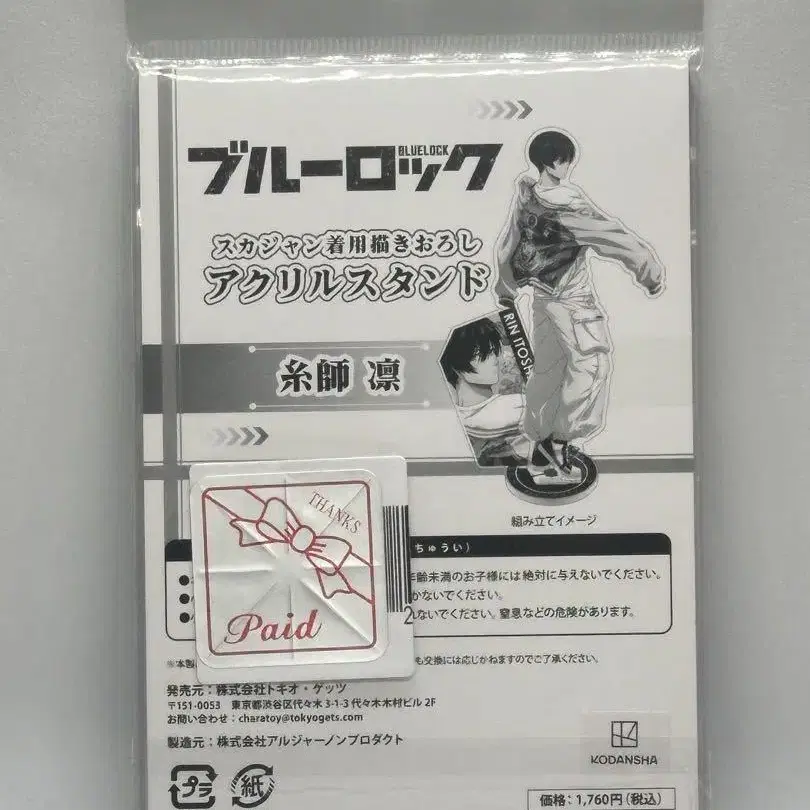 ブルーロック
BLUELOCK
スカジャン着用描きおろし
アクリルスタンド
RIN ITOSH
糸師 凛
組み立てイメージ
THANKS
Paid
2
ちゅうい）
年齢未満のお子様には絶対に与えないでください。
かないでください。
れないでください。窒息などの危険があります。
※本製
も交換には応じかねますのでご了承ください。
発売元：株式会社トキオ・ゲッツ
〒151-0053　東京都渋谷区代々木 3-1-3 代々木木村ビル 2F
お問い合わせ：charatoy@tokyogets.com
製造元：株式会社アルジャーノンプロダクト
KODANSHA
プラ
紙
価格：1,760円（税込）